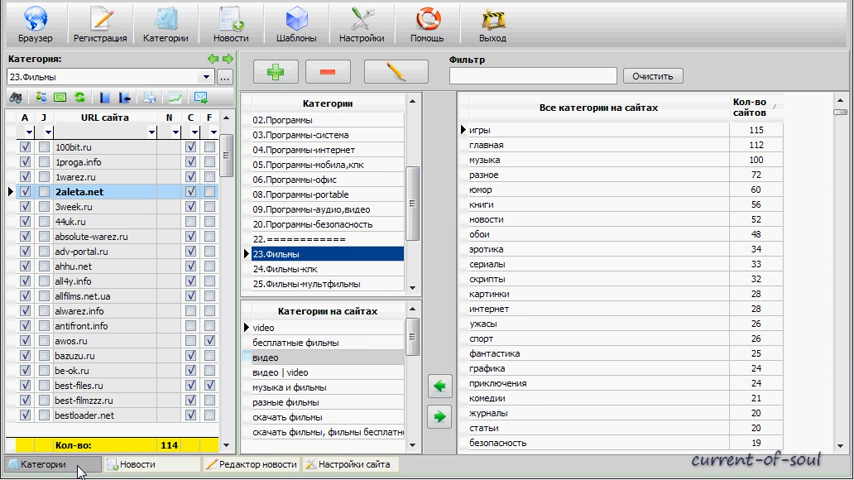 Браузер Регистрация Категории Новости Шаблоны Настройки Помощь Выход
Категория:
23.Фильмы
...
A J URL сайта N C F
100bit.ru
1proga.info
1warez.ru
2aleta.net
3week.ru
44uk.ru
absolute-warez.ru
adv-portal.ru
ahhu.net
all4y.info
allfilms.net.ua
alwarez.info
antifront.info
awos.ru
bazuzu.ru
be-ok.ru
best-files.ru
best-filmzzz.ru
bestloader.net
Кол-во: 114
Категории
02.Программы
03.Программы-система
04.Программы-интернет
05.Программы-мобила,кпк
06.Программы-офис
08.Программы-portable
09.Программы-аудио,видео
20.Программы-безопасность
22.============
23.Фильмы
24.Фильмы-кпк
25.Фильмы-мультфильмы
Категории на сайтах
video
бесплатные фильмы
видео
видео | video
музыка и фильмы
разные фильмы
скачать фильмы
скачать фильмы, фильмы бесплатн
Фильтр
Очистить
Все категории на сайтах Кол-во сайтов
игры 115
главная 112
музыка 100
разное 72
юмор 60
книги 56
новости 52
обои 48
эротика 34
сериалы 33
скрипты 32
картинки 28
интернет 28
ужасы 26
спорт 26
фантастика 25
графика 24
приключения 24
комедии 21
журналы 20
статьи 20
безопасность 19
Категории Новости Редактор новости Настройки сайта
current-of-soul